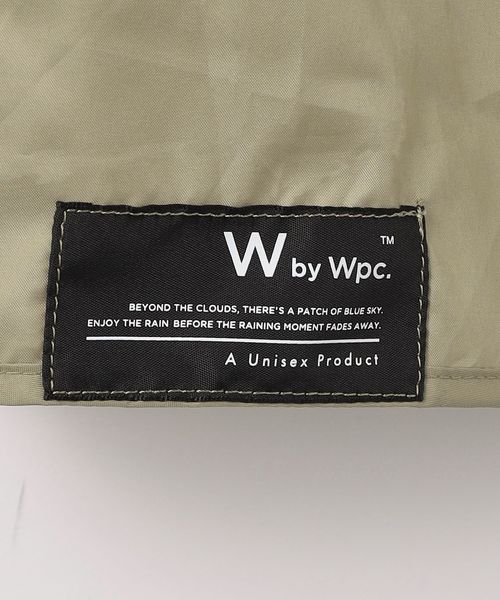 W by Wpc.™
BEYOND THE CLOUDS, THERE'S A PATCH OF BLUE SKY.
ENJOY THE RAIN BEFORE THE RAINING MOMENT FADES AWAY.
A Unisex Product